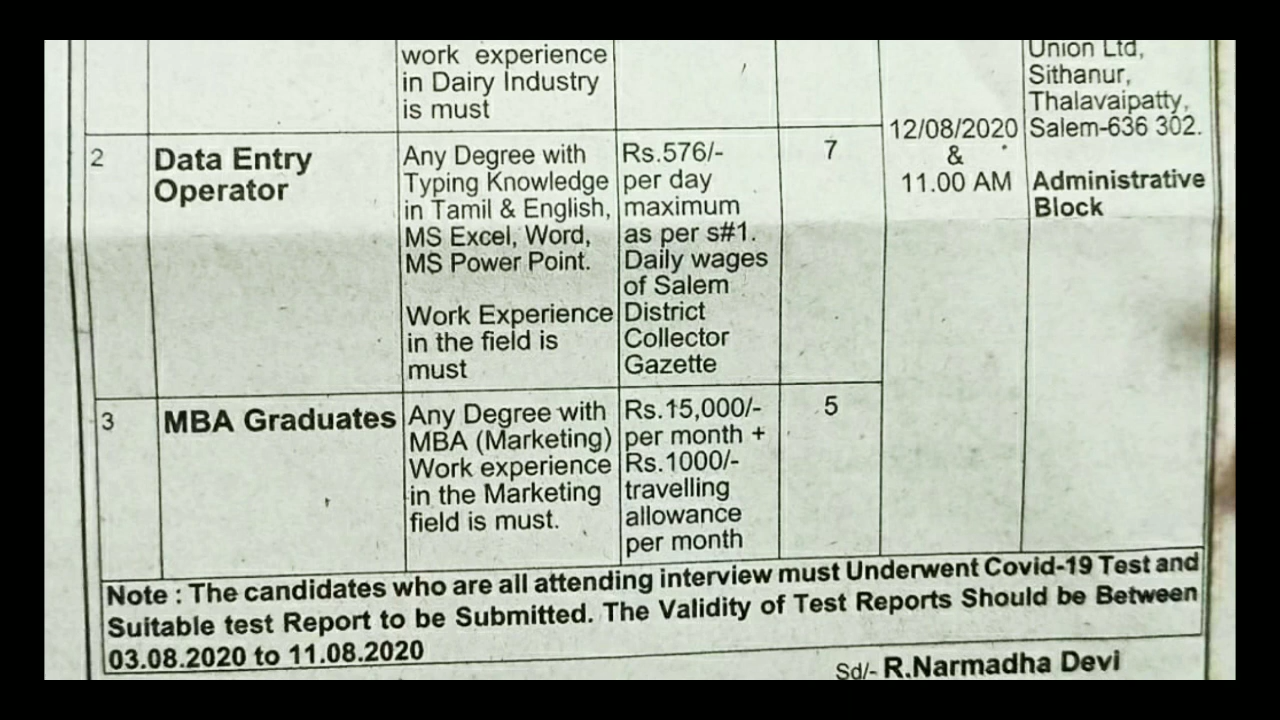 work experience
in Dairy Industry
is must
Union Ltd,
Sithanur,
Thalavaipatty,
Salem-636 302.
Administrative
Block
12/08/2020
&
11.00 AM
2
Data Entry
Operator
Any Degree with
Typing Knowledge
in Tamil & English,
MS Excel, Word,
MS Power Point.
Work Experience
in the field is
must
Rs.576/-
per day
maximum
as per s#1.
Daily wages
of Salem
District
Collector
Gazette
7
3
MBA Graduates
Any Degree with
MBA (Marketing)
Work experience
in the Marketing
field is must.
Rs.15,000/-
per month +
Rs.1000/-
travelling
allowance
per month
5
Note : The candidates who are all attending interview must Underwent Covid-19 Test and
Suitable test Report to be Submitted. The Validity of Test Reports Should be Between
03.08.2020 to 11.08.2020
Sd/- R.Narmadha Devi